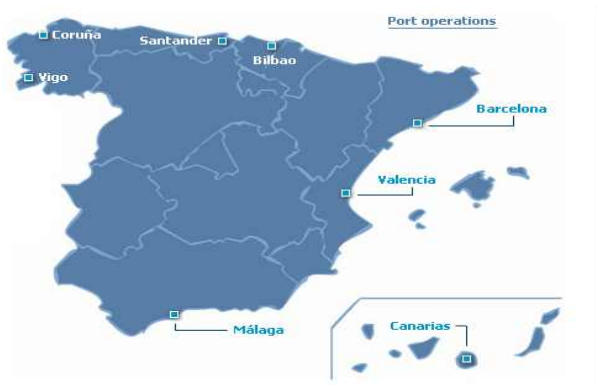 Port operations
Coruña
Santander
Bilbao
Vigo
Barcelona
Valencia
Málaga
Canarias